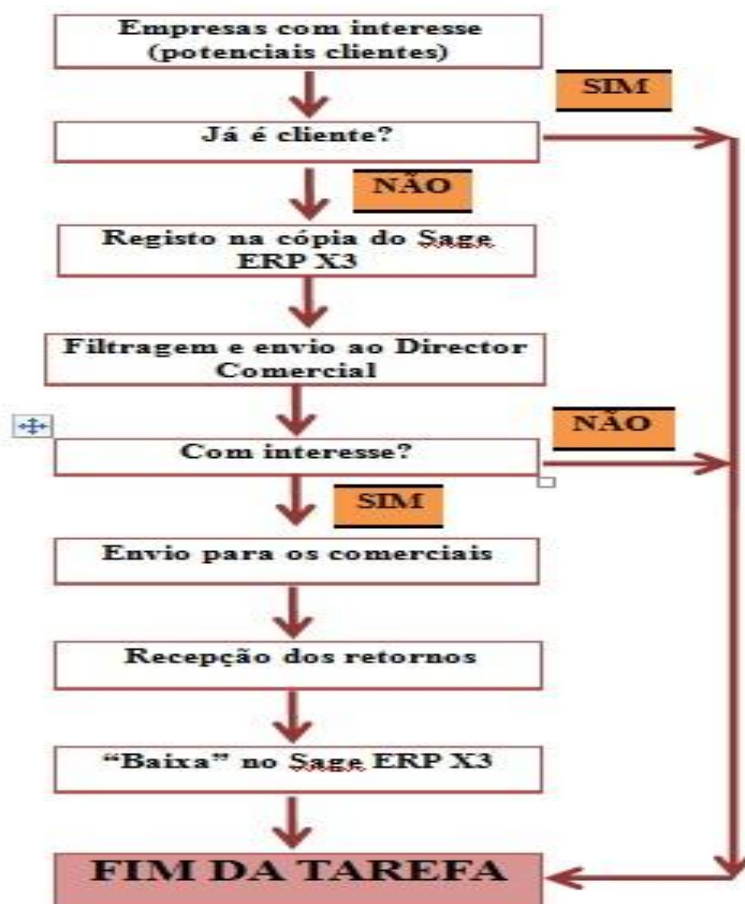 Empresas com interesse
(potenciais clientes)
SIM
Já é cliente?
NÃO
Registo na cópia do Sage
ERP X3
Filtragem e envio ao Director
Comercial
NÃO
Com interesse?
SIM
Envio para os comerciais
Recepção dos retornos
“Baixa” no Sage ERP X3
FIM DA TAREFA